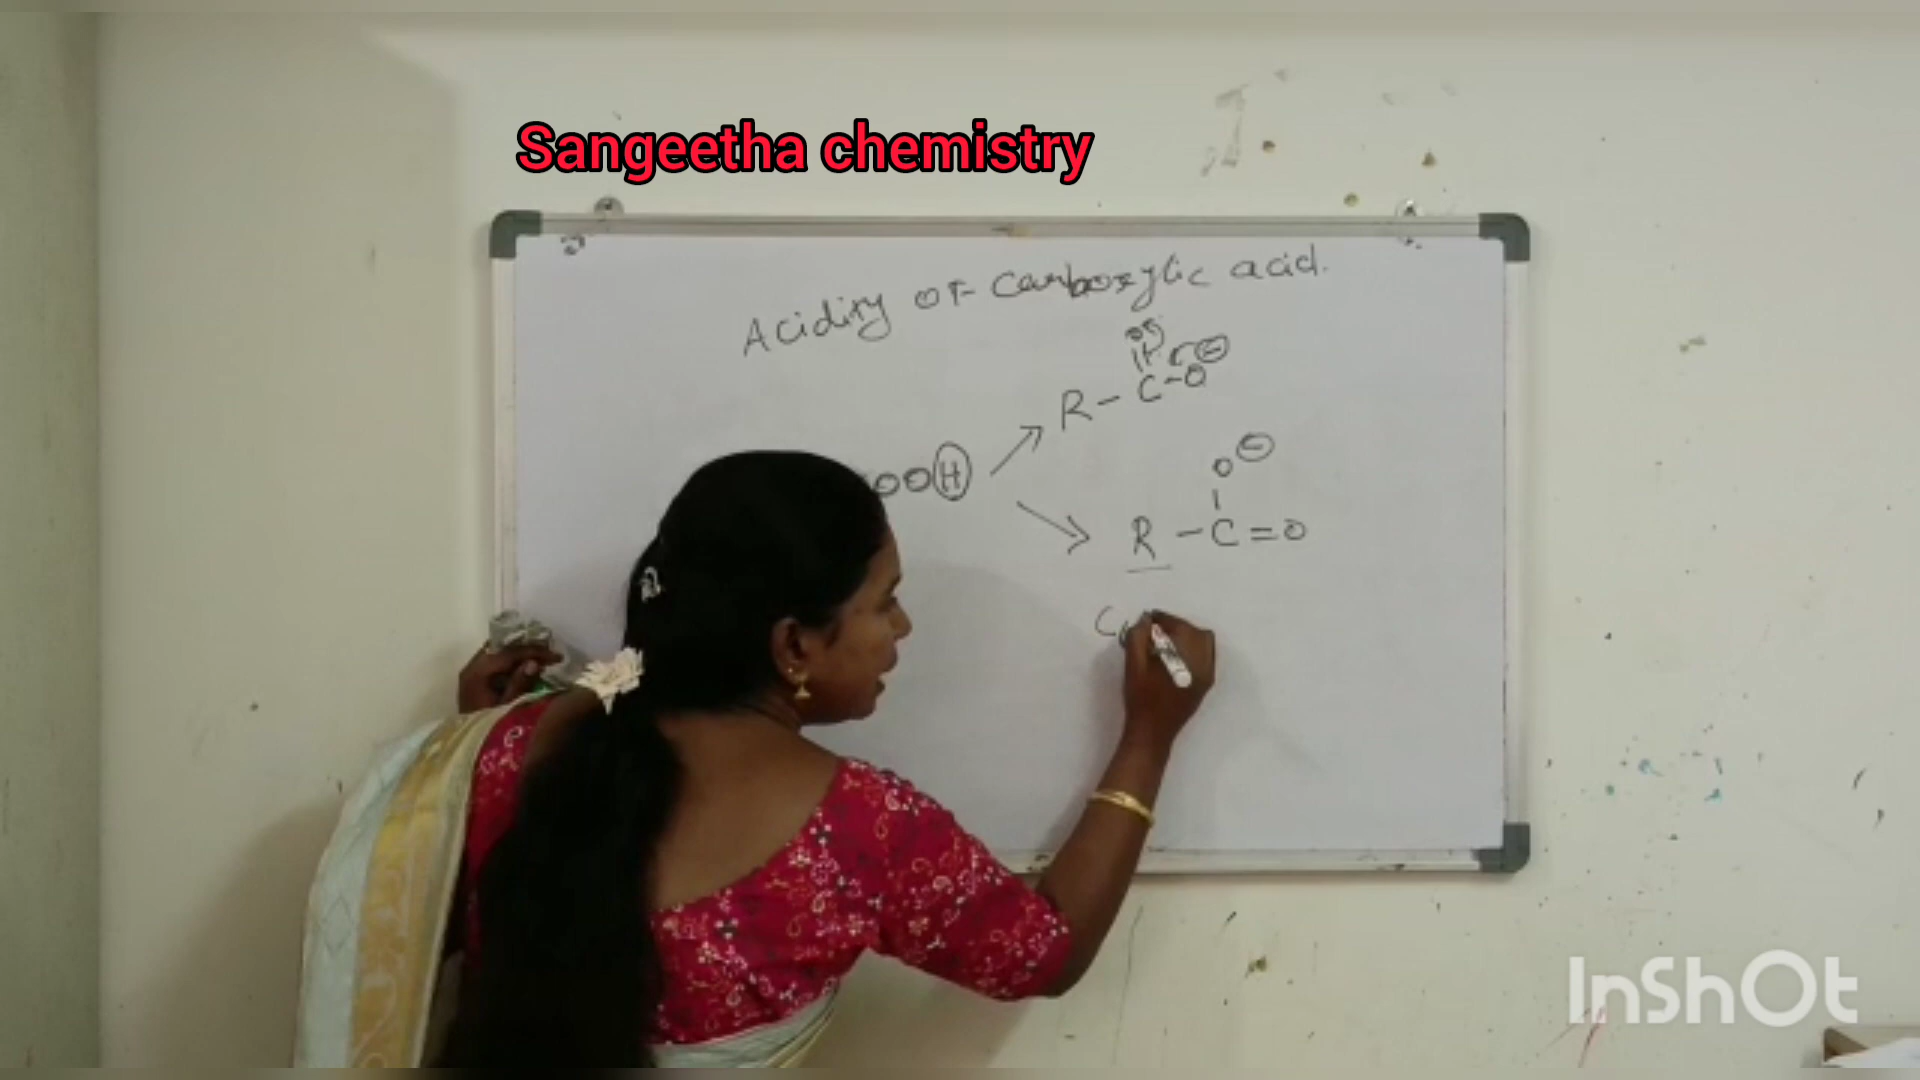 Sangeetha chemistry
Acidity of carboxylic acid.
O
||
R - C - O ⊖
O ⊖
|
OOH
R - C = O
C
InShOt